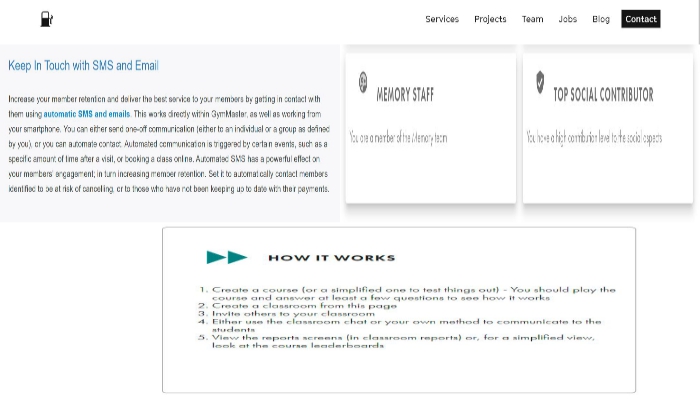 Services Projects Team Jobs Blog Contact
Keep In Touch with SMS and Email
Increase your member retention and deliver the best service to your members by getting in contact with
them using automatic SMS and emails. This works directly within GymMaster, as well as working from
your smartphone. You can either send one-off communication (either to an individual or a group as defined
by you), or you can automate contact. Automated communication is triggered by certain events, such as a
specific amount of time after a visit, or booking a class online. Automated SMS has a powerful effect on
your members' engagement; in turn increasing member retention. Set it to automatically contact members
identified to be at risk of cancelling, or to those who have not been keeping up to date with their payments.
MEMORY STAFF
You are a member of the Memory team
TOP SOCIAL CONTRIBUTOR
You have a high contribution level to the social aspects
HOW IT WORKS
1. Create a course (or a simplified one to test things out) - You should play the
course and answer at least a few questions to see how it works
2. Create a classroom from this page
3. Invite others to your classroom
4. Either use the classroom chat or your own method to communicate to the
students
5. View the reports screens (in classroom reports) or, for a simplified view,
look at the course leaderboards